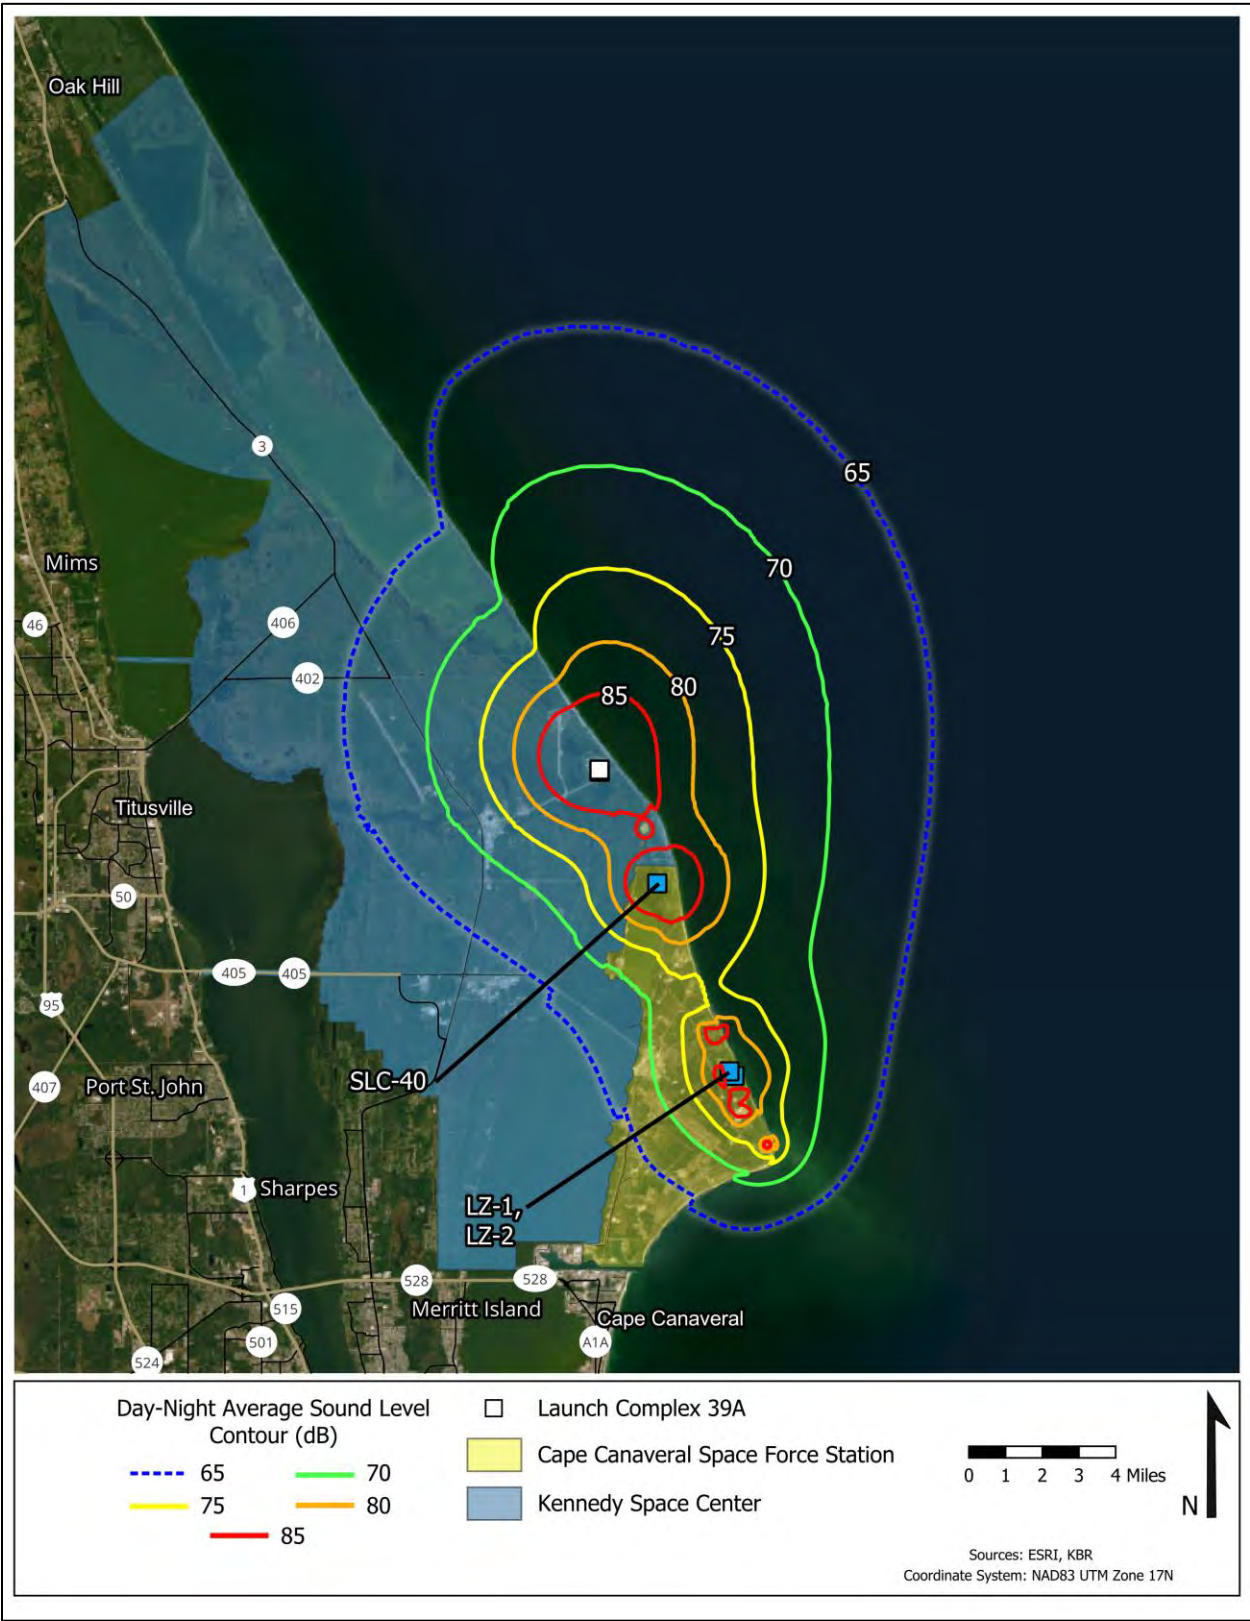 Oak Hill
3
65
70
Mims
46
406
75
402
80
85
Titusville
50
405
405
95
407
Port St. John
SLC-40
1
Sharpes
LZ-1,
LZ-2
528
528
515
Merritt Island
Cape Canaveral
501
A1A
524
Day-Night Average Sound Level
Contour (dB)
65
70
75
80
85
Launch Complex 39A
Cape Canaveral Space Force Station
Kennedy Space Center
0 1 2 3 4 Miles
N
Sources: ESRI, KBR
Coordinate System: NAD83 UTM Zone 17N